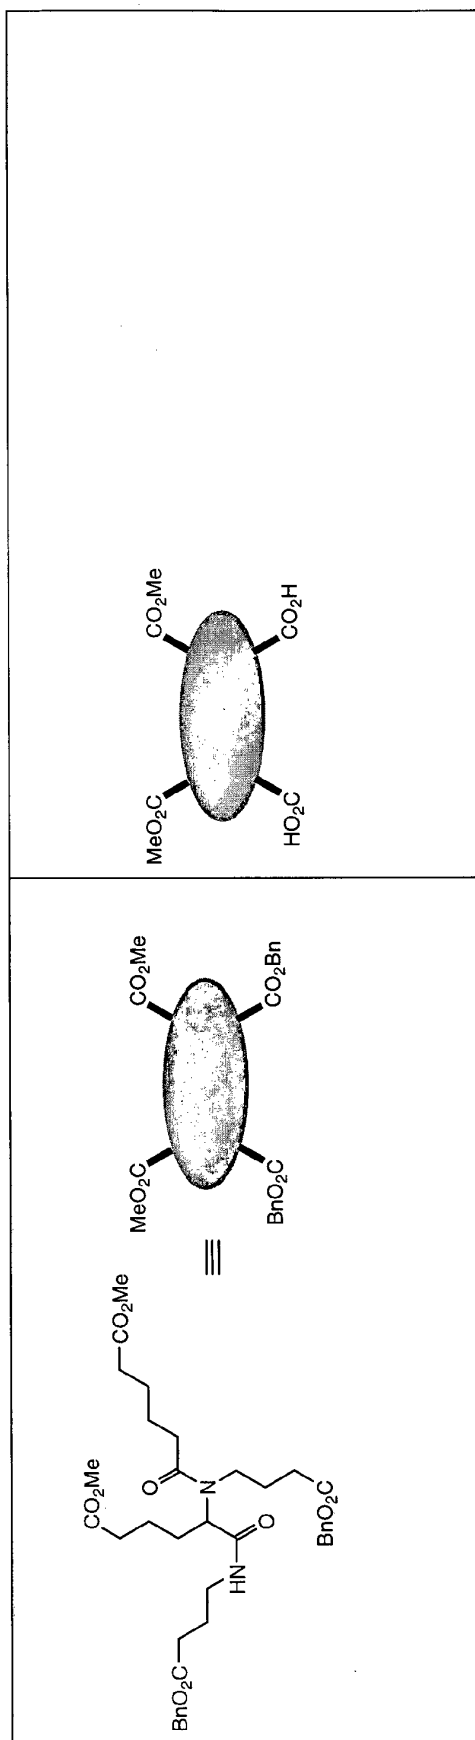 CO₂Me
CO₂Me
O
BnO₂C
N
HN
O
BnO₂C
≡
MeO₂C CO₂Me
BnO₂C CO₂Bn
MeO₂C CO₂Me
HO₂C CO₂H